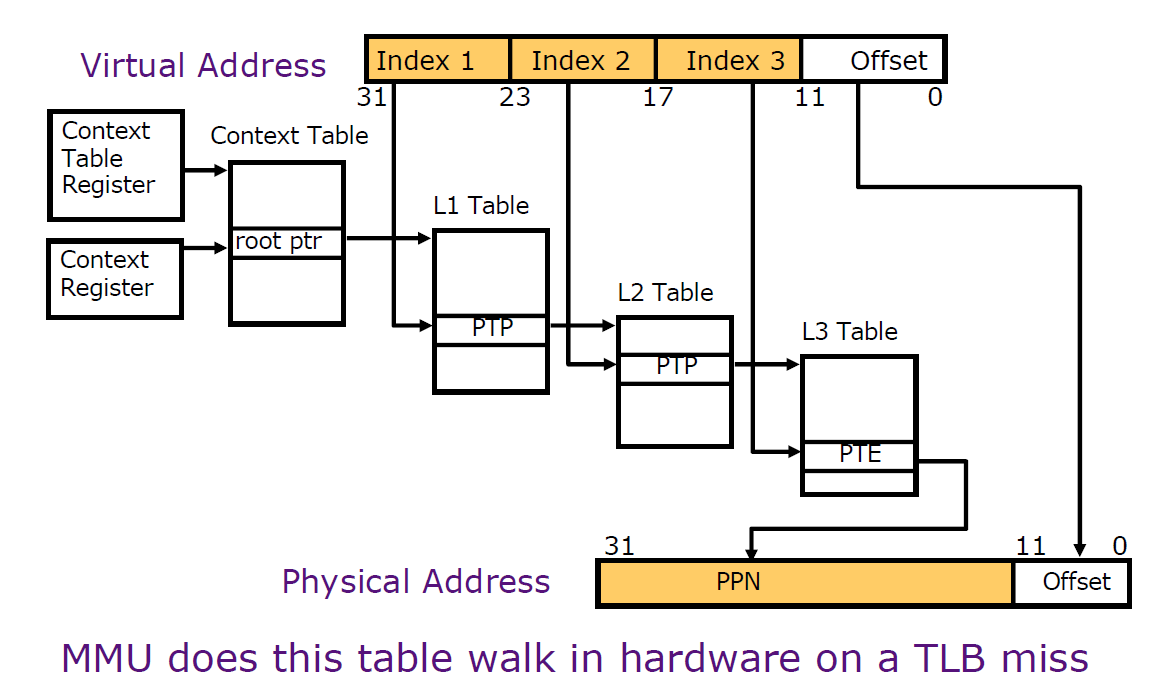 Virtual Address
Index 1
Index 2
Index 3
Offset
31
23
17
11
0
Context
Table
Register
Context Table
root ptr
Context
Register
L1 Table
PTP
L2 Table
PTP
L3 Table
PTE
31
11
0
Physical Address
PPN
Offset
MMU does this table walk in hardware on a TLB miss